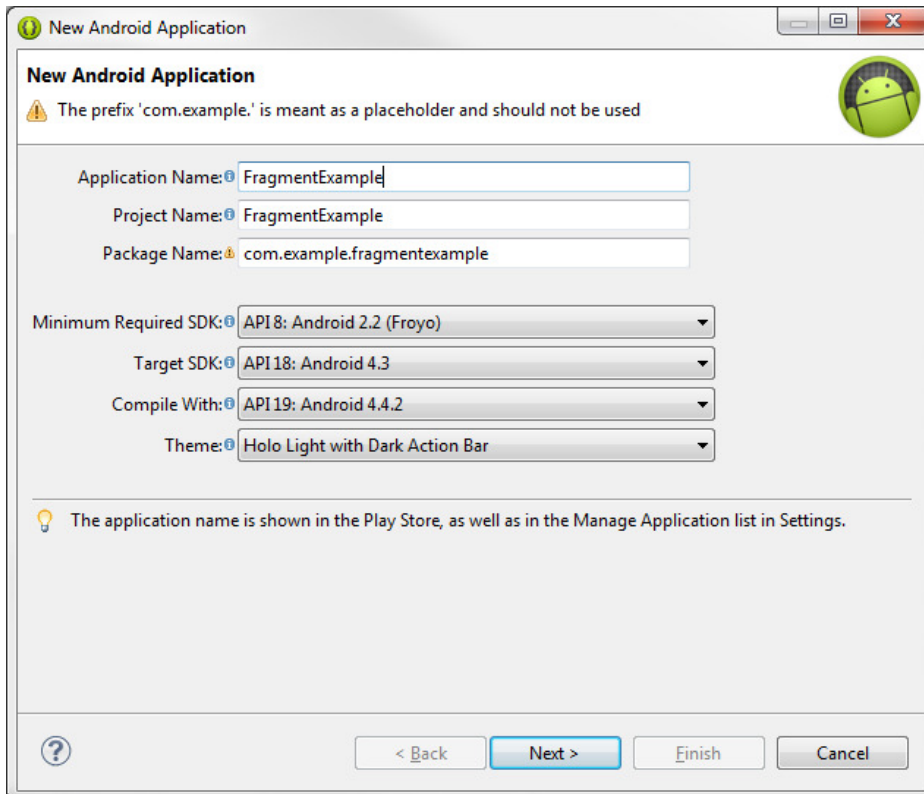 New Android Application
New Android Application
The prefix 'com.example.' is meant as a placeholder and should not be used
Application Name: FragmentExample
Project Name: FragmentExample
Package Name: com.example.fragmentexample
Minimum Required SDK: API 8: Android 2.2 (Froyo)
Target SDK: API 18: Android 4.3
Compile With: API 19: Android 4.4.2
Theme: Holo Light with Dark Action Bar
The application name is shown in the Play Store, as well as in the Manage Application list in Settings.
? < Back Next > Finish Cancel